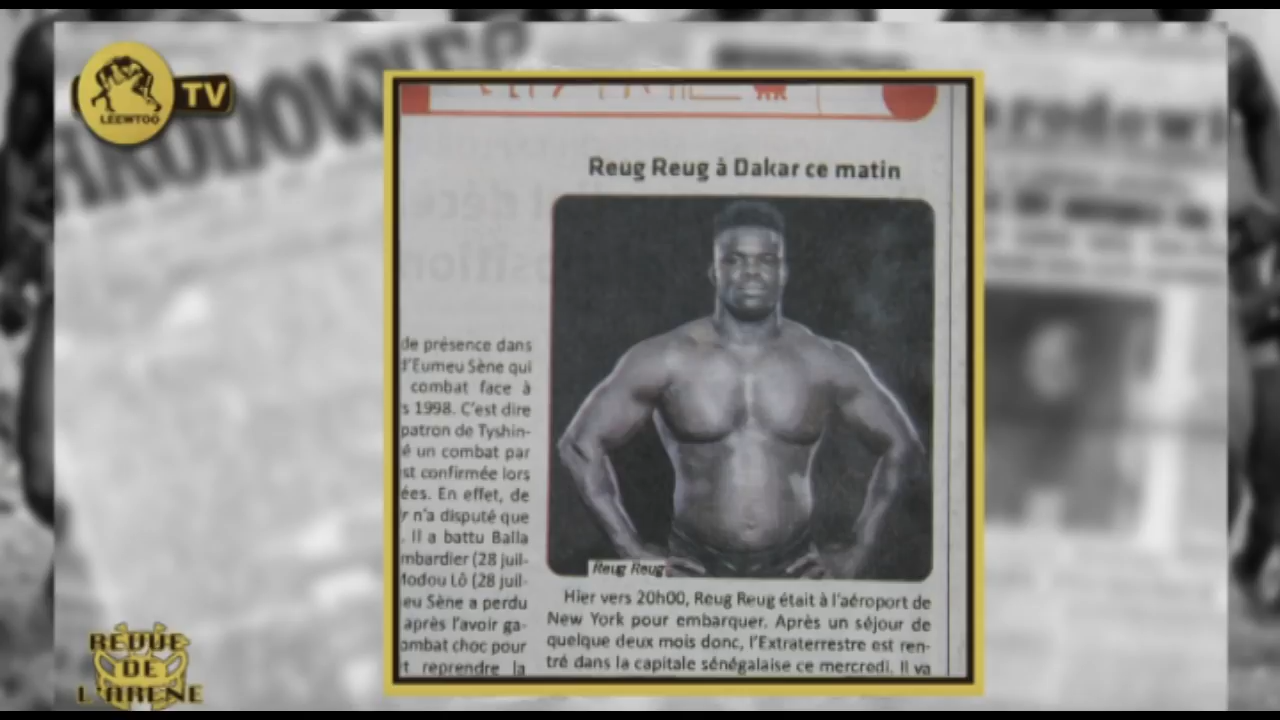 LEEWTOO
TV
ARODOWIES
arodowi
Reug Reug à Dakar ce matin
de présence dans
d'Eumeu Sène qui
combat face à
s 1998. C'est dire
patron de Tyshin-
é un combat par
st confirmée lors
ées. En effet, de
r n'a disputé que
. Il a battu Balla
mbardier (28 juil-
Modou Lô (28 juil-
eu Sène a perdu
après l'avoir ga-
ombat choc pour
t reprendre la
Reug Reug
Hier vers 20h00, Reug Reug était à l'aéroport de
New York pour embarquer. Après un séjour de
quelque deux mois donc, l'Extraterrestre est ren-
tré dans la capitale sénégalaise ce mercredi. Il va
REVUE
DE
L'ARENE